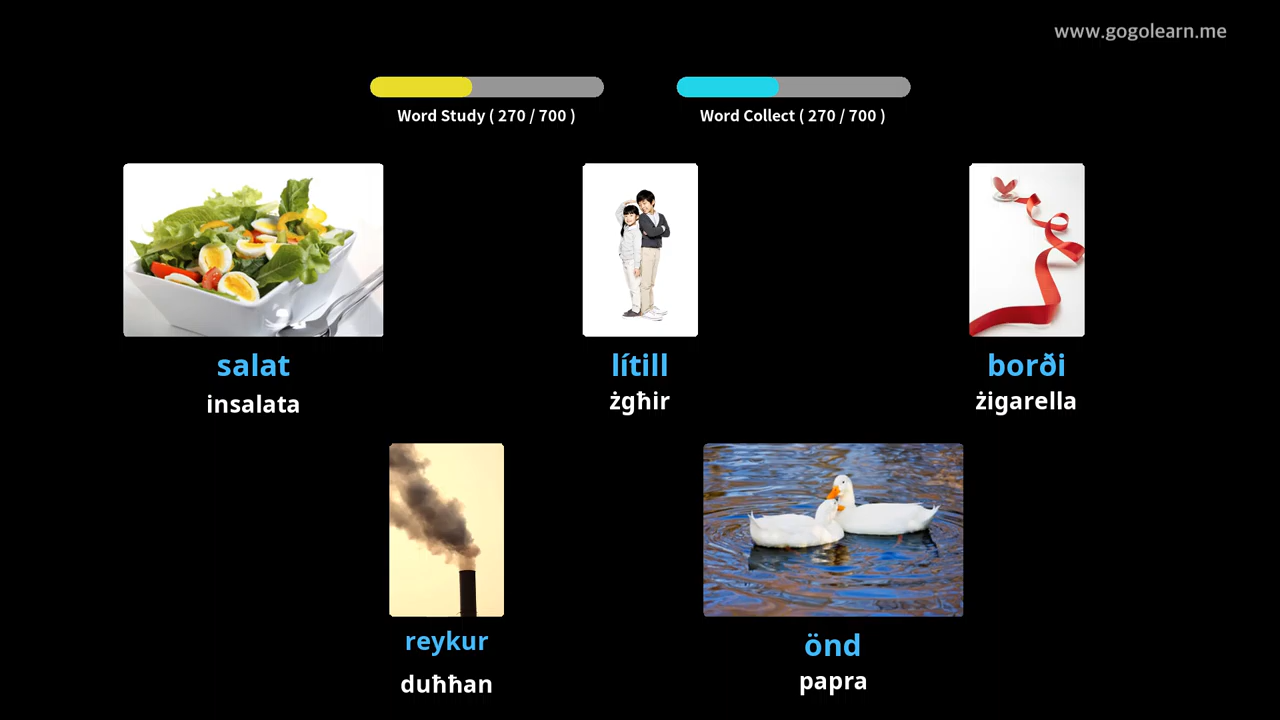 www.gogolearn.me
Word Study ( 270 / 700 )
Word Collect ( 270 / 700 )
salat
insalata
lítill
żgħir
borði
żigarella
reykur
duħħan
önd
papra